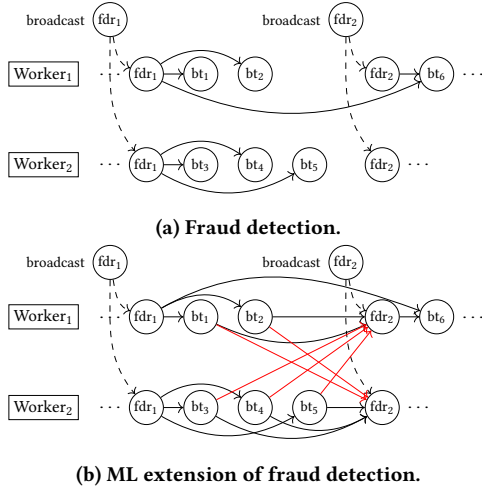 broadcast fdr₁ fdr₂
Worker₁ ··· fdr₁ bt₁ bt₂ fdr₂ bt₆ ···
Worker₂ ··· fdr₁ bt₃ bt₄ bt₅ fdr₂ ···
(a) Fraud detection.
broadcast fdr₁ broadcast fdr₂
Worker₁ ··· fdr₁ bt₁ bt₂ fdr₂ bt₆ ···
Worker₂ ··· fdr₁ bt₃ bt₄ bt₅ fdr₂ ···
(b) ML extension of fraud detection.